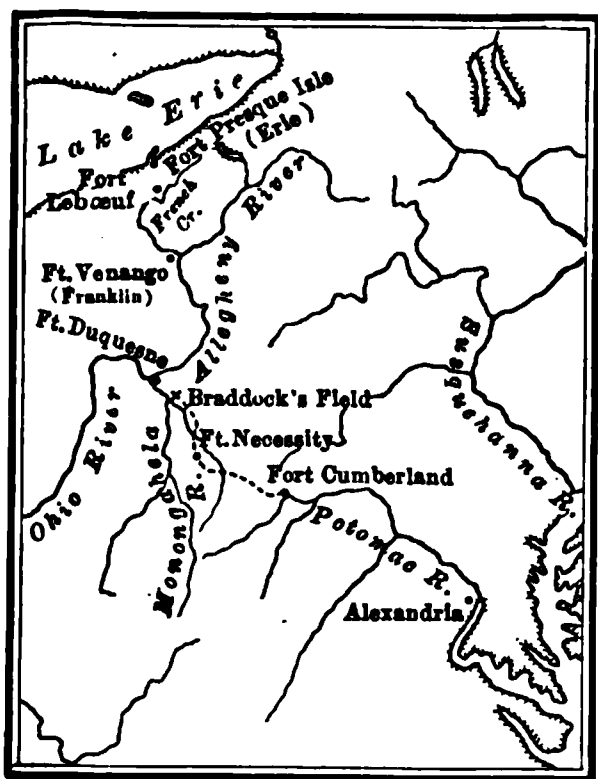 Lake Erie
Fort Presque Isle
(Erie)
Fort
Lebœuf
French
Cr.
Allegheny River
Ft. Venango
(Franklin)
Ft. Duquesne
Braddock's Field
Ft. Necessity
Fort Cumberland
Ohio River
Monongahela R.
Susquehanna R.
Potomac R.
Alexandria